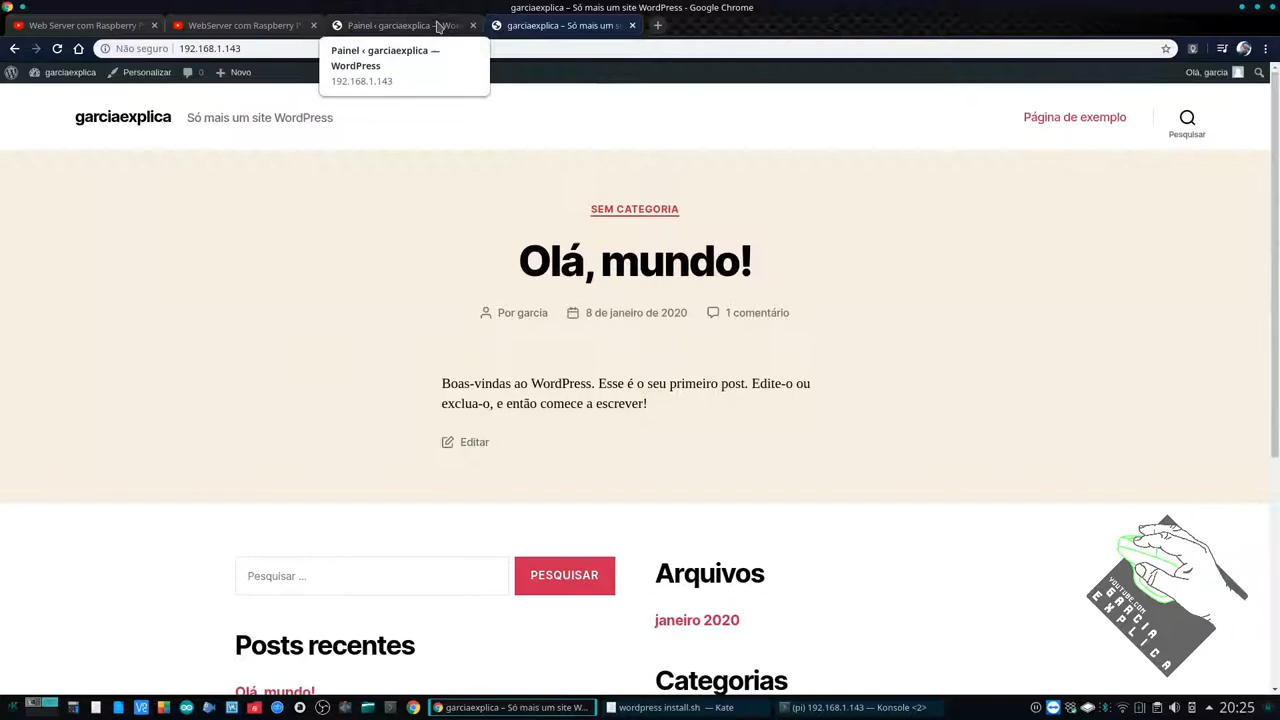 garciaexplica – Só mais um site WordPress - Google Chrome
Web Server com Raspberry P
WebServer com Raspberry I
Painel ‹ garciaexplica — Wor
garciaexplica – Só mais um s
Não seguro
192.168.1.143
Painel ‹ garciaexplica —
WordPress
192.168.1.143
garciaexplica
Personalizar
0
Novo
Olá, garcia
garciaexplica
Só mais um site WordPress
Página de exemplo
Pesquisar
SEM CATEGORIA
Olá, mundo!
Por garcia
8 de janeiro de 2020
1 comentário
Boas-vindas ao WordPress. Esse é o seu primeiro post. Edite-o ou
exclua-o, e então comece a escrever!
Editar
Pesquisar ...
PESQUISAR
Arquivos
janeiro 2020
Posts recentes
Olá, mundo!
Categorias
YOUTUBE.COM
GARCIA
EXPLICA
garciaexplica – Só mais um site W...
wordpress install.sh — Kate
(pi) 192.168.1.143 — Konsole <2>
20:25